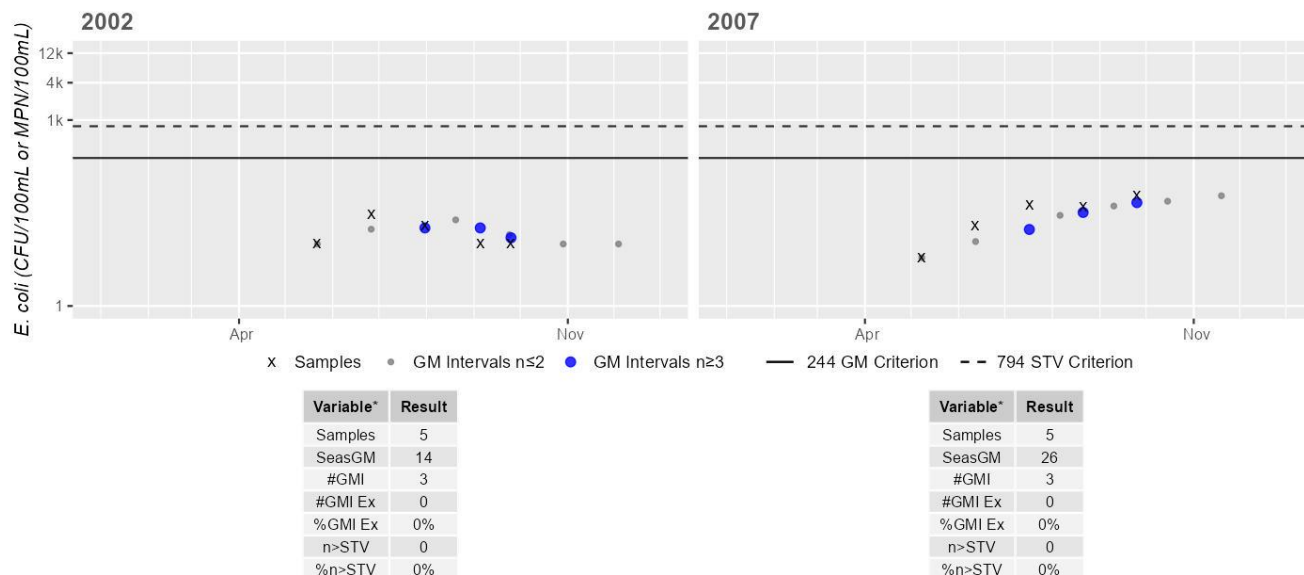 2002
2007
E. coli (CFU/100mL or MPN/100mL)
12k
4k
1k
1
Apr
Nov
Apr
Nov
x Samples GM Intervals n≤2 GM Intervals n≥3 244 GM Criterion 794 STV Criterion
Variable* Result
Samples 5
SeasGM 14
#GMI 3
#GMI Ex 0
%GMI Ex 0%
n>STV 0
%n>STV 0%
Variable* Result
Samples 5
SeasGM 26
#GMI 3
#GMI Ex 0
%GMI Ex 0%
n>STV 0
%n>STV 0%